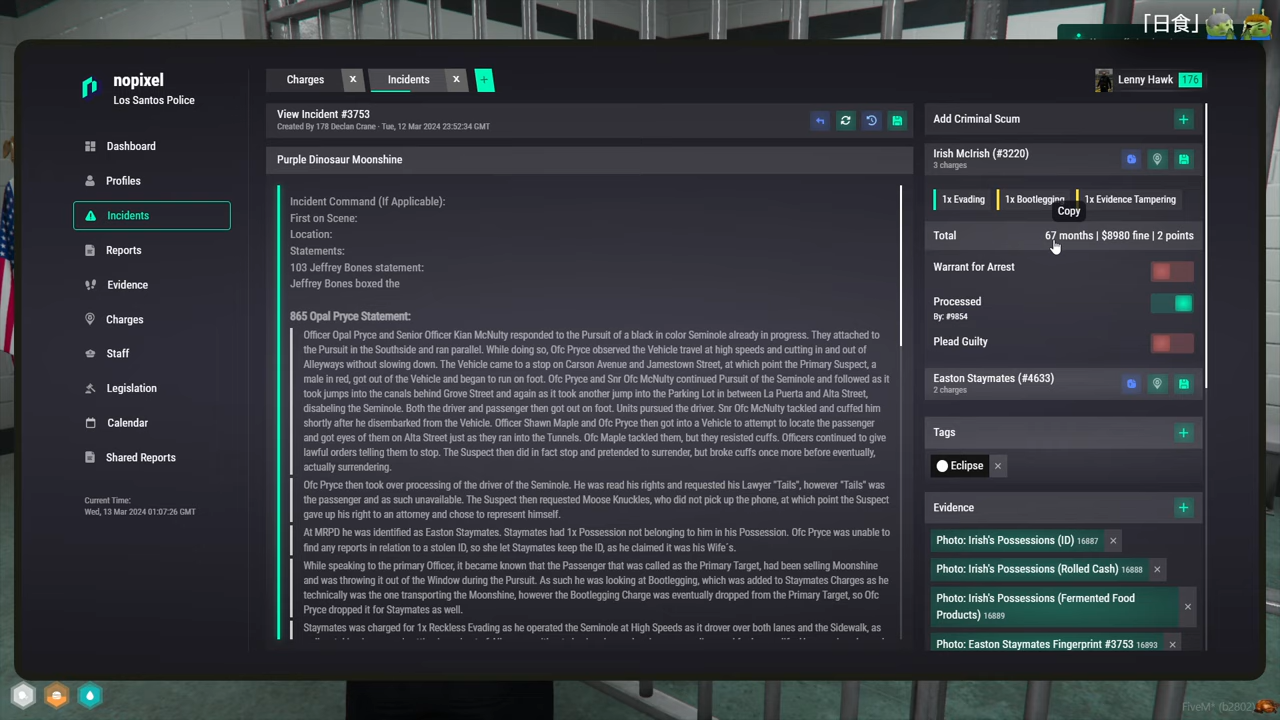 「日食」
nopixel
Los Santos Police
Dashboard
Profiles
Incidents
Reports
Evidence
Charges
Staff
Legislation
Calendar
Shared Reports
Current Time:
Wed, 13 Mar 2024 01:07:26 GMT
Charges x
Incidents x
+
Lenny Hawk 176
View Incident #3753
Created By 178 Declan Crane · Tue, 12 Mar 2024 23:52:34 GMT
Purple Dinosaur Moonshine
Incident Command (If Applicable):
First on Scene:
Location:
Statements:
103 Jeffrey Bones statement:
Jeffrey Bones boxed the
865 Opal Pryce Statement:
Officer Opal Pryce and Senior Officer Kian McNulty responded to the Pursuit of a black in color Seminole already in progress. They attached to
the Pursuit in the Southside and ran parallel. While doing so, Ofc Pryce observed the Vehicle travel at high speeds and cutting in and out of
Alleyways without slowing down. The Vehicle came to a stop on Carson Avenue and Jamestown Street, at which point the Primary Suspect, a
male in red, got out of the Vehicle and began to run on foot. Ofc Pryce and Snr Ofc McNulty continued Pursuit of the Seminole and followed as it
took jumps into the canals behind Grove Street and again as it took another jump into the Parking Lot in between La Puerta and Alta Street,
disabeling the Seminole. Both the driver and passenger then got out on foot. Units pursued the driver. Snr Ofc McNulty tackled and cuffed him
shortly after he disembarked from the Vehicle. Officer Shawn Maple and Ofc Pryce then got into a Vehicle to attempt to locate the passenger
and got eyes of them on Alta Street just as they ran into the Tunnels. Ofc Maple tackled them, but they resisted cuffs. Officers continued to give
lawful orders telling them to stop. The Suspect then did in fact stop and pretended to surrender, but broke cuffs once more before eventually,
actually surrendering.
Ofc Pryce then took over processing of the driver of the Seminole. He was read his rights and requested his Lawyer "Tails", however "Tails" was
the passenger and as such unavailable. The Suspect then requested Moose Knuckles, who did not pick up the phone, at which point the Suspect
gave up his right to an attorney and chose to represent himself.
At MRPD he was identified as Easton Staymates. Staymates had 1x Possession not belonging to him in his Possession. Ofc Pryce was unable to
find any reports in relation to a stolen ID, so she let Staymates keep the ID, as he claimed it was his Wife´s.
While speaking to the primary Officer, it became known that the Passenger that was called as the Primary Target, had been selling Moonshine
and was throwing it out of the Window during the Pursuit. As such he was looking at Bootlegging, which was added to Staymates Charges as he
technically was the one transporting the Moonshine, however the Bootlegging Charge was eventually dropped from the Primary Target, so Ofc
Pryce dropped it for Staymates as well.
Staymates was charged for 1x Reckless Evading as he operated the Seminole at High Speeds as it drover over both lanes and the Sidewalk, as
Add Criminal Scum
Irish McIrish (#3220)
3 charges
1x Evading
1x Bootlegging
1x Evidence Tampering
Copy
Total
67 months | $8980 fine | 2 points
Warrant for Arrest
Processed
By: #9854
Plead Guilty
Easton Staymates (#4633)
2 charges
Tags
Eclipse x
Evidence
Photo: Irish's Possessions (ID) 16887 x
Photo: Irish's Possessions (Rolled Cash) 16888 x
Photo: Irish's Possessions (Fermented Food
Products) 16889 x
Photo: Easton Staymates Fingerprint #3753 16893 x
FiveM* (b2802)